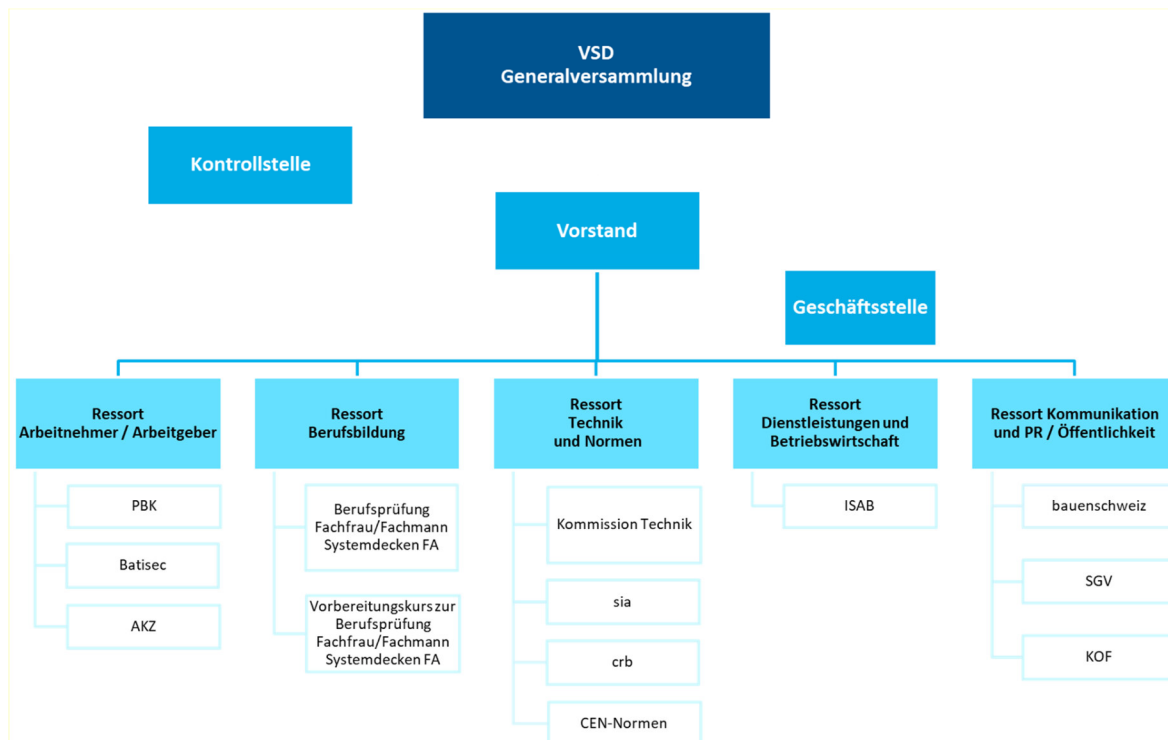 VSD
Generalversammlung
Kontrollstelle
Vorstand
Geschäftsstelle
Ressort
Arbeitnehmer / Arbeitgeber
PBK
Batisec
AKZ
Ressort
Berufsbildung
Berufsprüfung
Fachfrau/Fachmann
Systemdecken FA
Vorbereitungskurs zur
Berufsprüfung
Fachfrau/Fachmann
Systemdecken FA
Ressort
Technik
und Normen
Kommission Technik
sia
crb
CEN-Normen
Ressort
Dienstleistungen und
Betriebswirtschaft
ISAB
Ressort Kommunikation
und PR / Öffentlichkeit
bauenschweiz
SGV
KOF